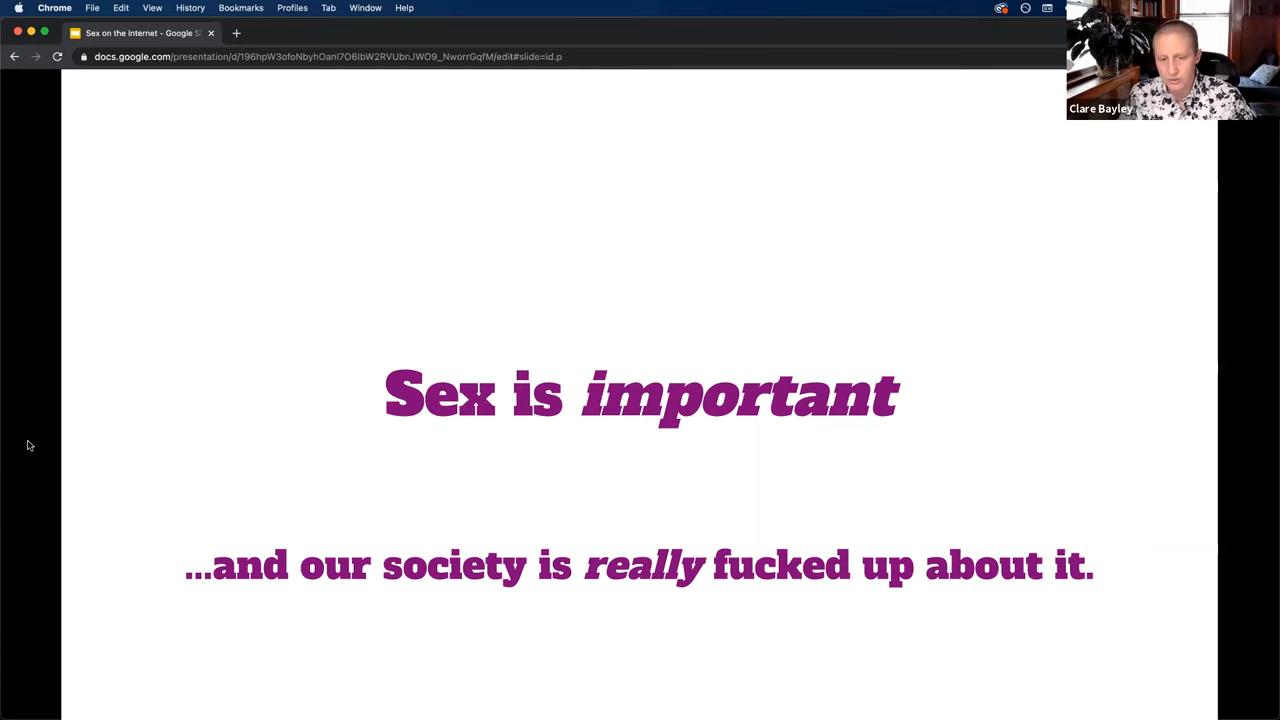 Chrome File Edit View History Bookmarks Profiles Tab Window Help
Sex on the Internet - Google S
docs.google.com/presentation/d/196hpW3ofoNbyhOanI7O6IbW2RVUbnJWO9_NworrGqfM/edit#slide=id.p
Clare Bayley
Sex is important
...and our society is really fucked up about it.